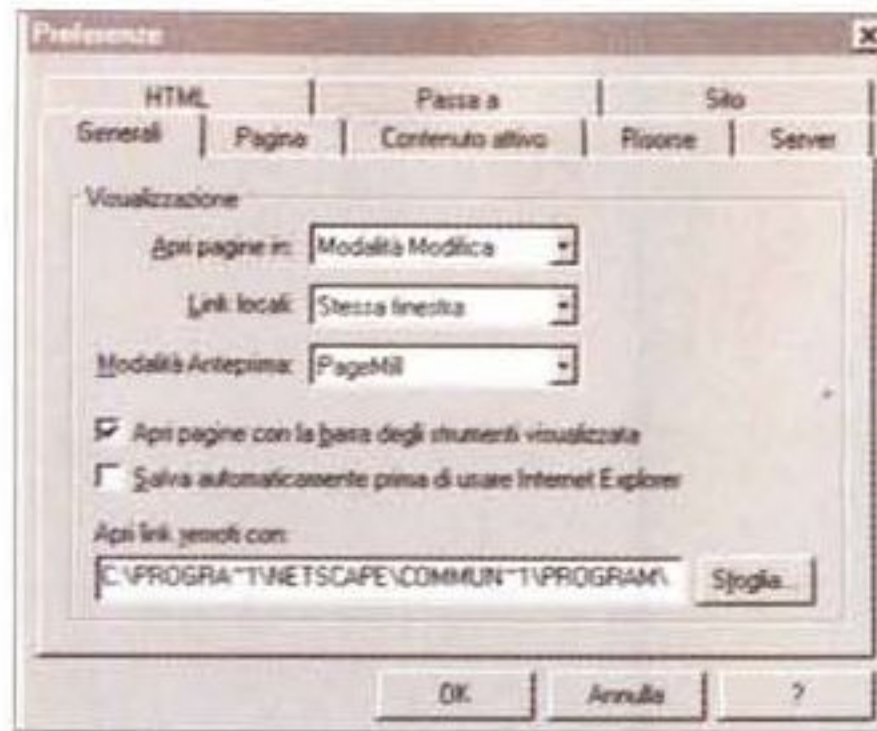 Preferenze
HTML Passa a Sito
Generali Pagina Contenuto attivo Risorse Server
Visualizzazione
Apri pagine in: Modalità Modifica
Link locali: Stessa finestra
Modalità Anteprima: PageMill
Apri pagine con la barra degli strumenti visualizzata
Salva automaticamente prima di usare Internet Explorer
Apri link remoti con:
C:\PROGRA~1\NETSCAPE\COMMUN~1\PROGRAM\
Sfoglia...
OK Annulla ?